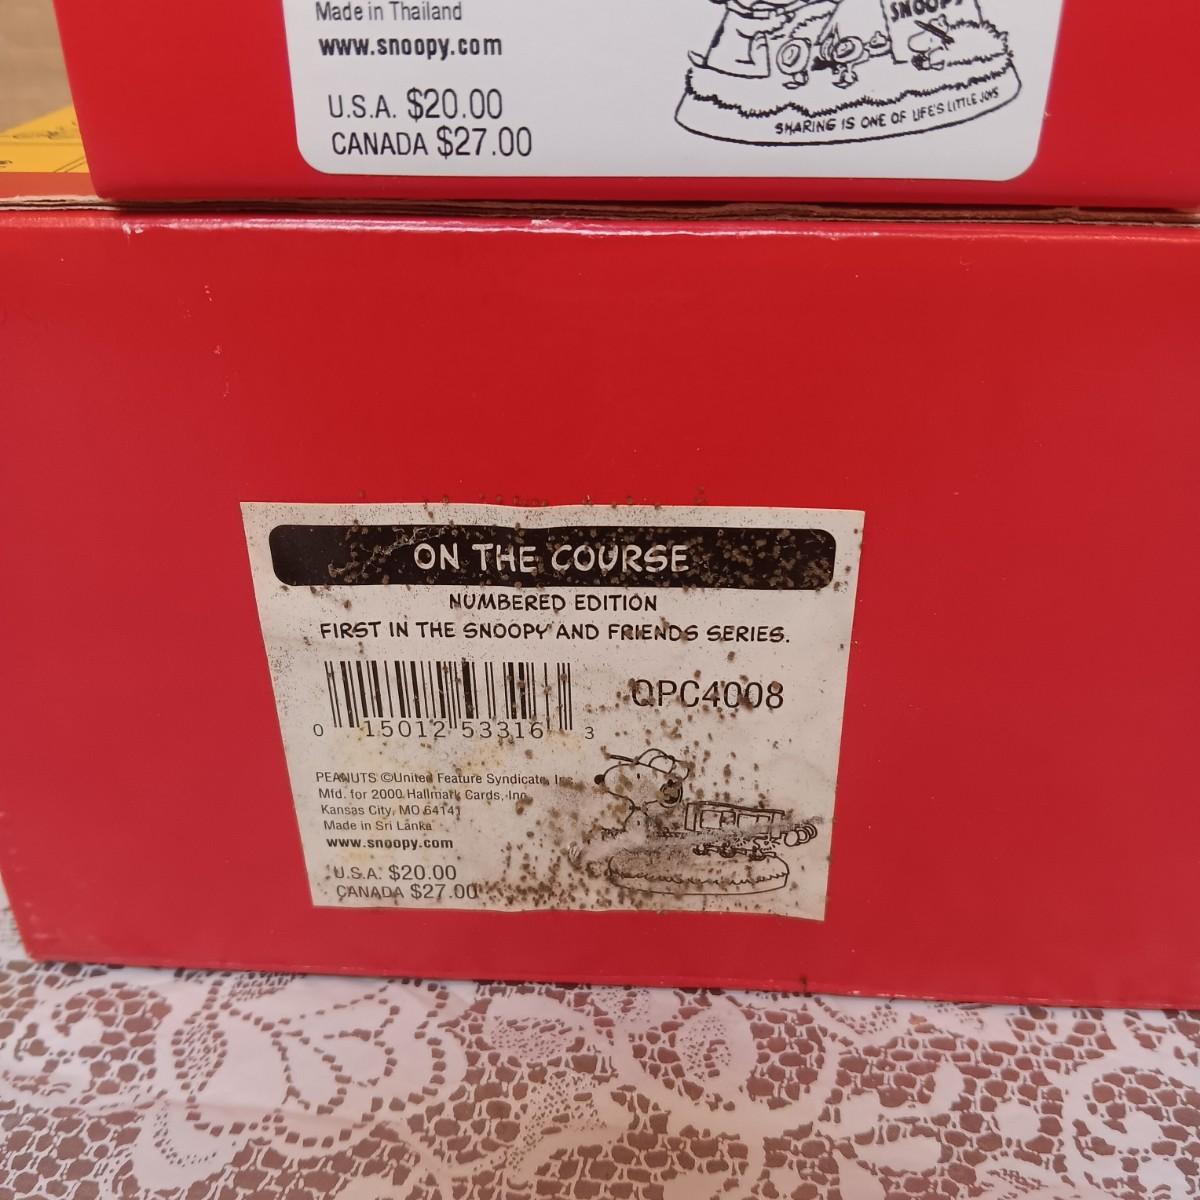 Made in Thailand
www.snoopy.com
U.S.A. $20.00
CANADA $27.00
SNOOPY
SHARING IS ONE OF LIFE'S LITTLE JOYS
ON THE COURSE
NUMBERED EDITION
FIRST IN THE SNOOPY AND FRIENDS SERIES.
QPC4008
0 15012 53316 3
PEANUTS ©United Feature Syndicate, Inc.
Mfd. for 2000 Hallmark Cards, Inc.
Kansas City, MO 64141
Made in Sri Lanka
www.snoopy.com
U.S.A. $20.00
CANADA $27.00